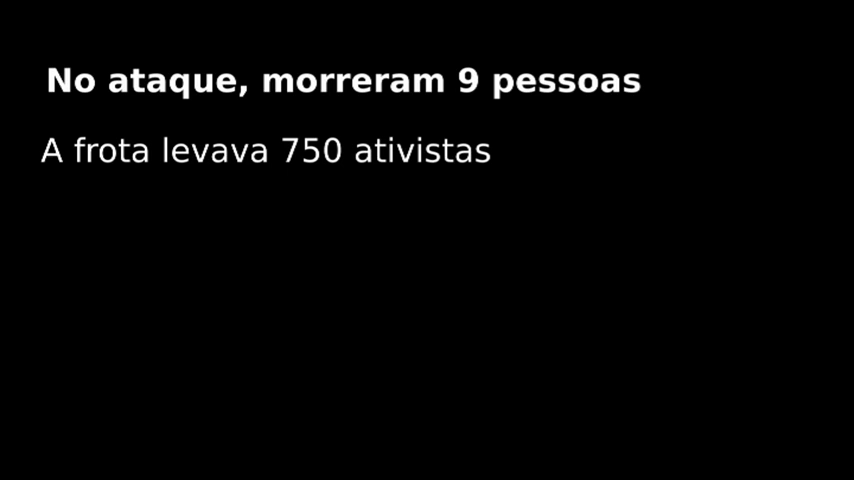 No ataque, morreram 9 pessoas
A frota levava 750 ativistas